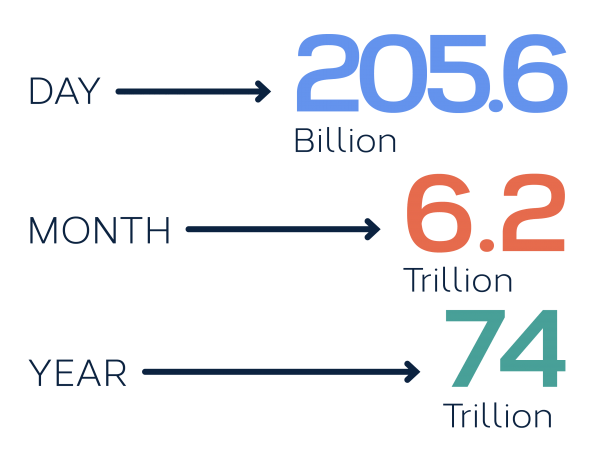 DAY 205.6
Billion
MONTH 6.2
Trillion
YEAR 74
Trillion